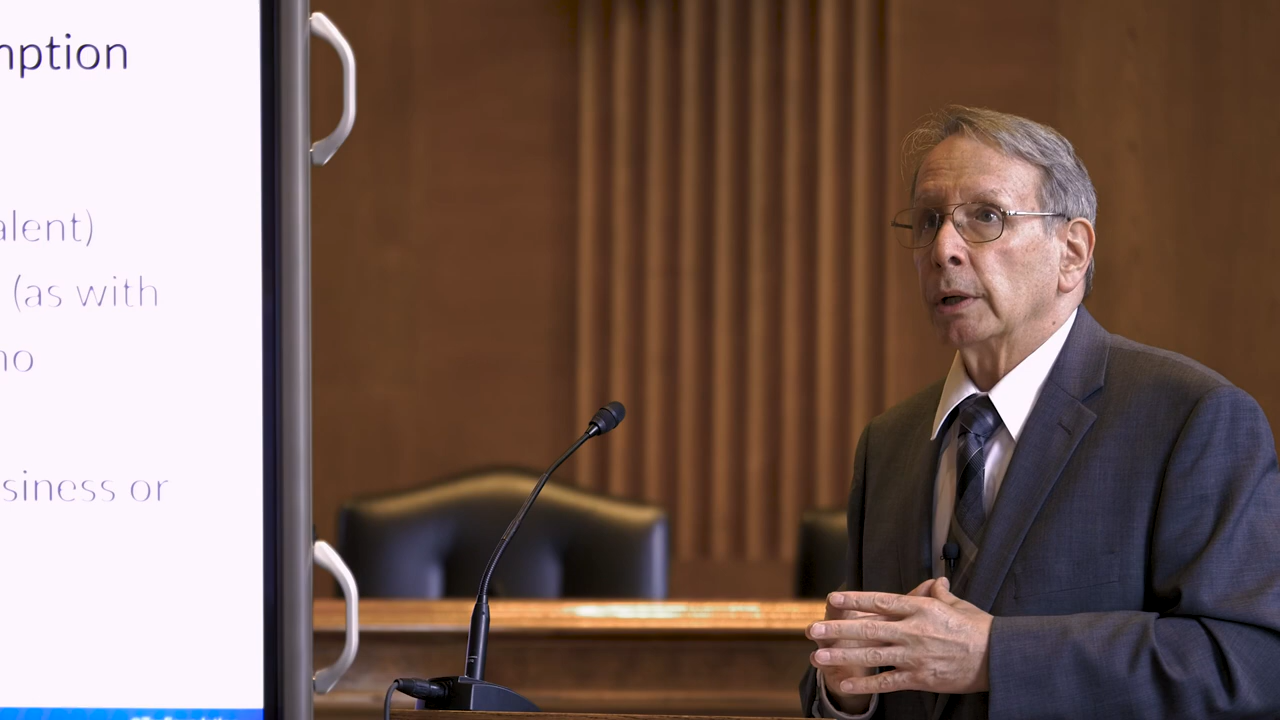 mption
alent)
(as with
no
siness or